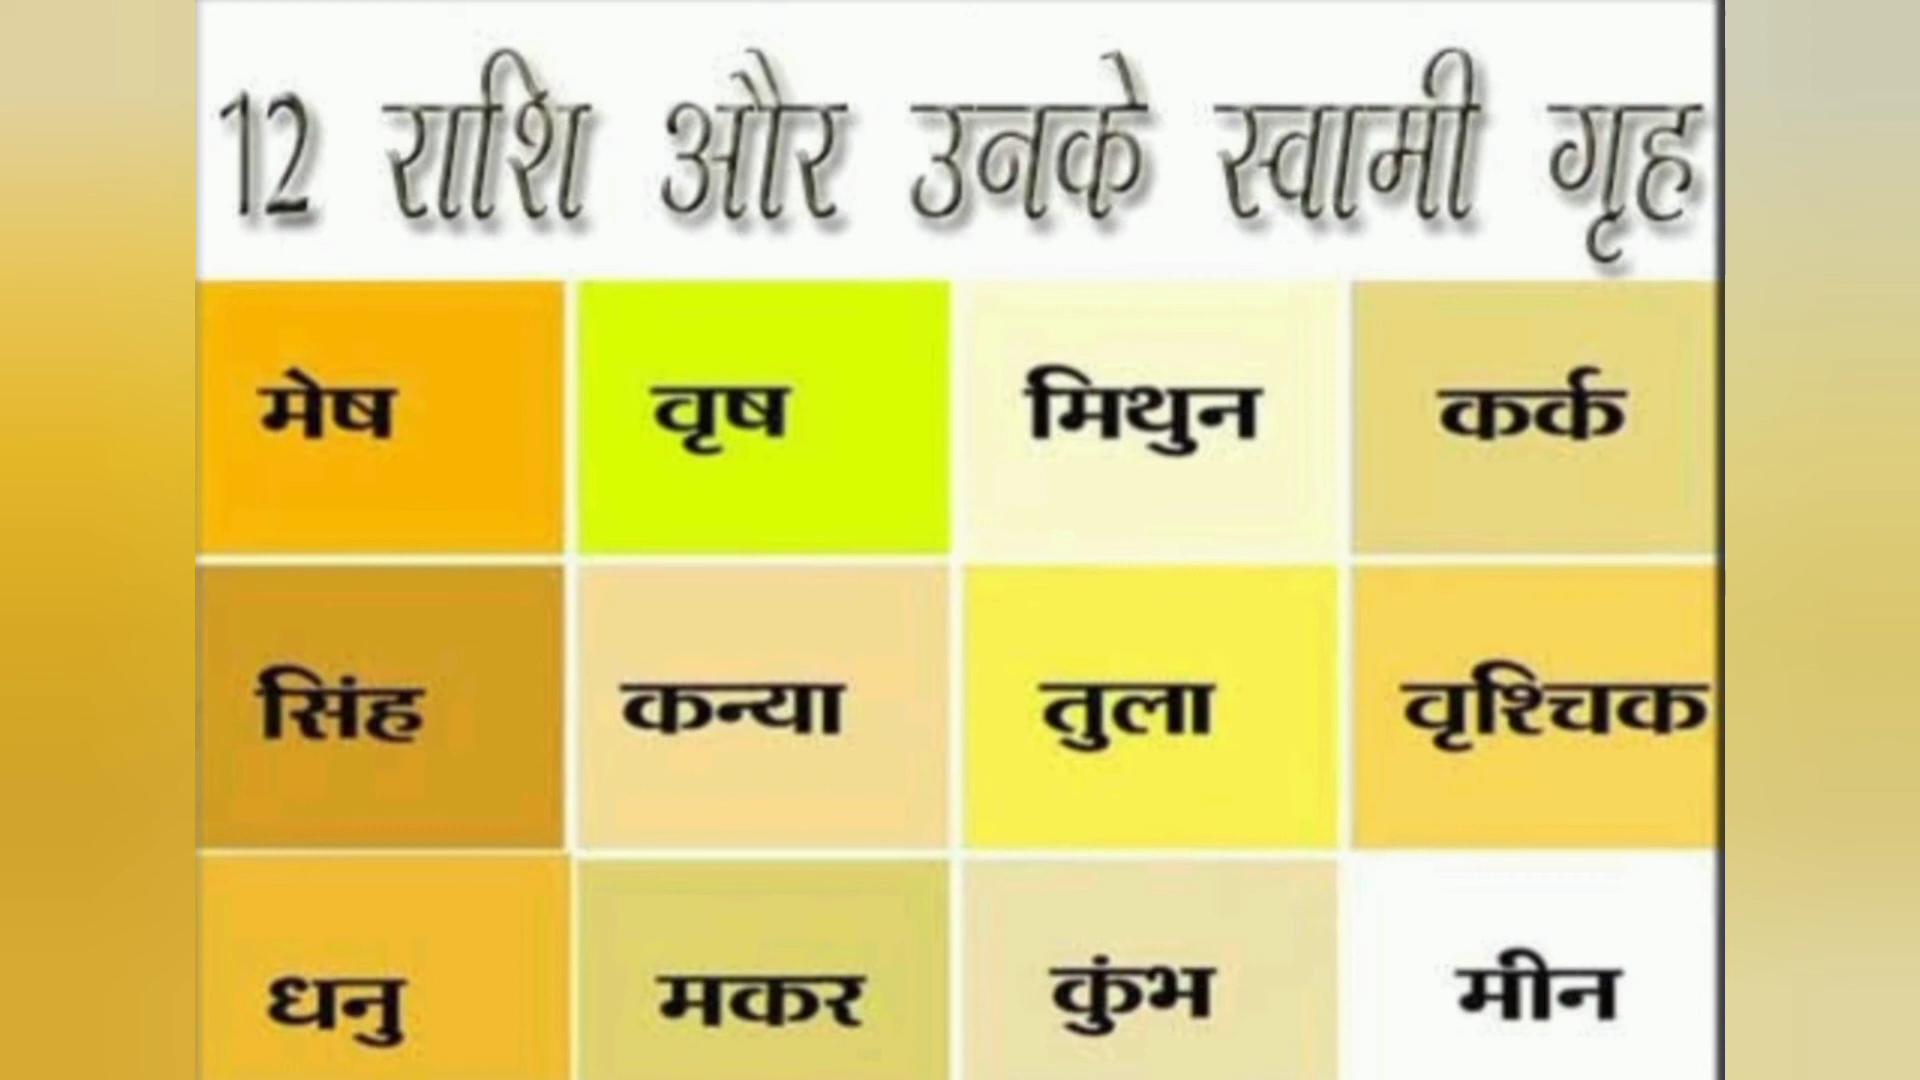 12 राशि और उनके स्वामी गृह
मेष वृष मिथुन कर्क
सिंह कन्या तुला वृश्चिक
धनु मकर कुंभ मीन